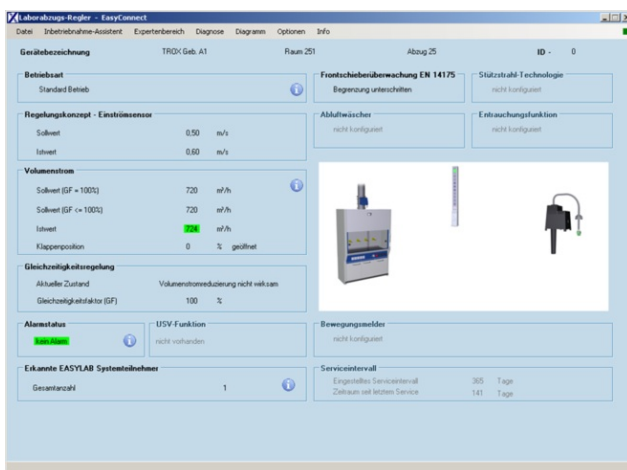 Laborabzugs-Regler - EasyConnect
Datei Inbetriebnahme-Assistent Expertenbereich Diagnose Diagramm Optionen Info
Gerätebezeichnung TROX Geb. A1 Raum 251 Abzug 25 ID - 0
Betriebsart
Standard Betrieb
Frontschieberüberwachung EN 14175
Begrenzung unterschritten
Stützstrahl-Technologie
nicht konfiguriert
Regelungskonzept - Einströmsensor
Sollwert 0,50 m/s
Istwert 0,60 m/s
Abluftwäscher
nicht konfiguriert
Entrauchungsfunktion
nicht konfiguriert
Volumenstrom
Sollwert (GF = 100%) 720 m³/h
Sollwert (GF <= 100%) 720 m³/h
Istwert 724 m³/h
Klappenposition 0 % geöffnet
Gleichzeitigkeitsregelung
Aktueller Zustand Volumenstromreduzierung nicht wirksam
Gleichzeitigkeitsfaktor (GF) 100 %
Alarmstatus
kein Alarm
USV-Funktion
nicht vorhanden
Bewegungsmelder
nicht konfiguriert
Erkannte EASYLAB Systemteilnehmer
Gesamtanzahl 1
Serviceintervall
Eingestelltes Serviceintervall 365 Tage
Zeitraum seit letztem Service 141 Tage